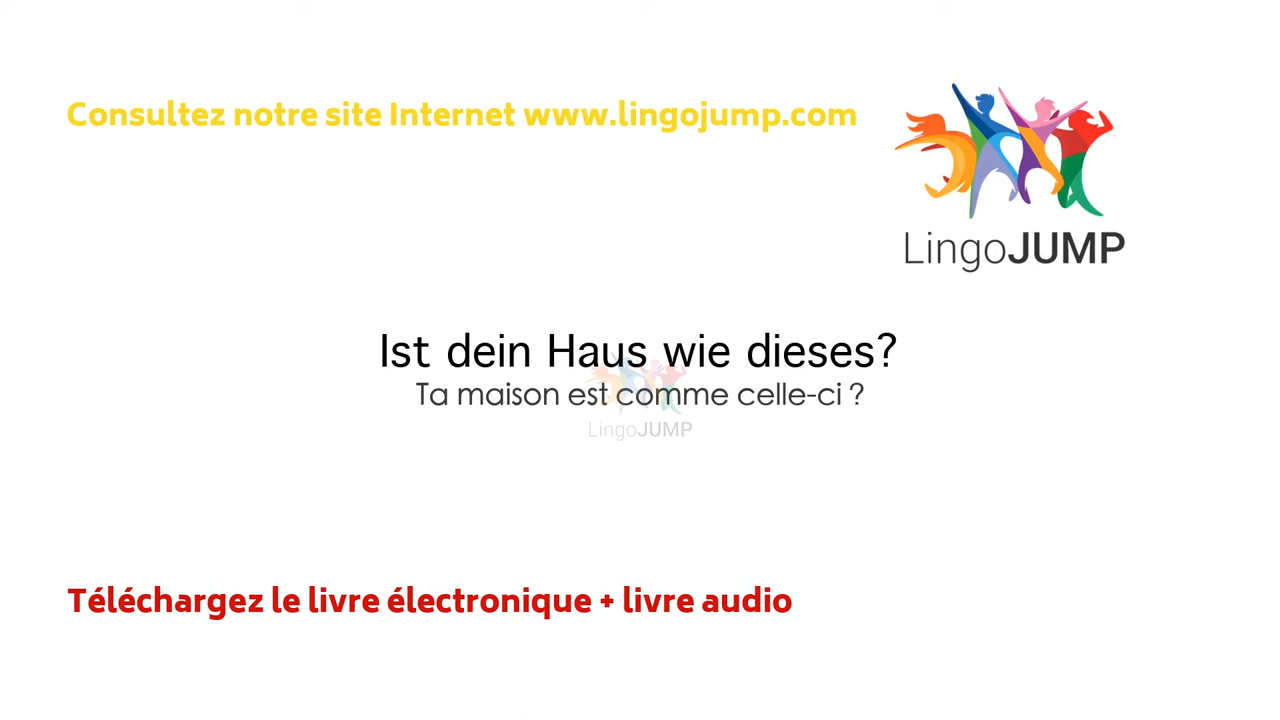 Consultez notre site Internet www.lingojump.com
LingoJUMP
Ist dein Haus wie dieses?
Ta maison est comme celle-ci ?
LingoJUMP
Téléchargez le livre électronique + livre audio